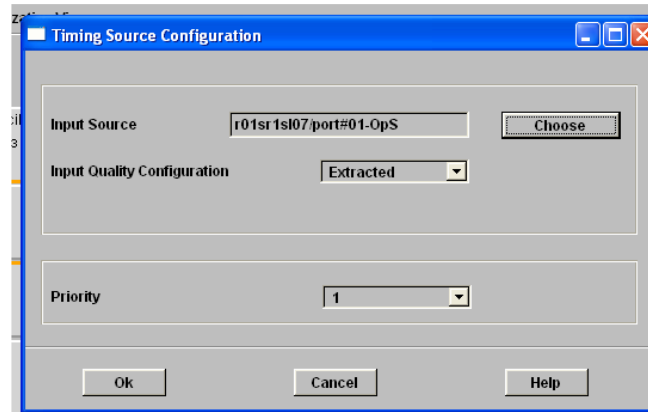 Timing Source Configuration
Input Source r01sr1sl07/port#01-OpS Choose
Input Quality Configuration Extracted
Priority 1
Ok Cancel Help